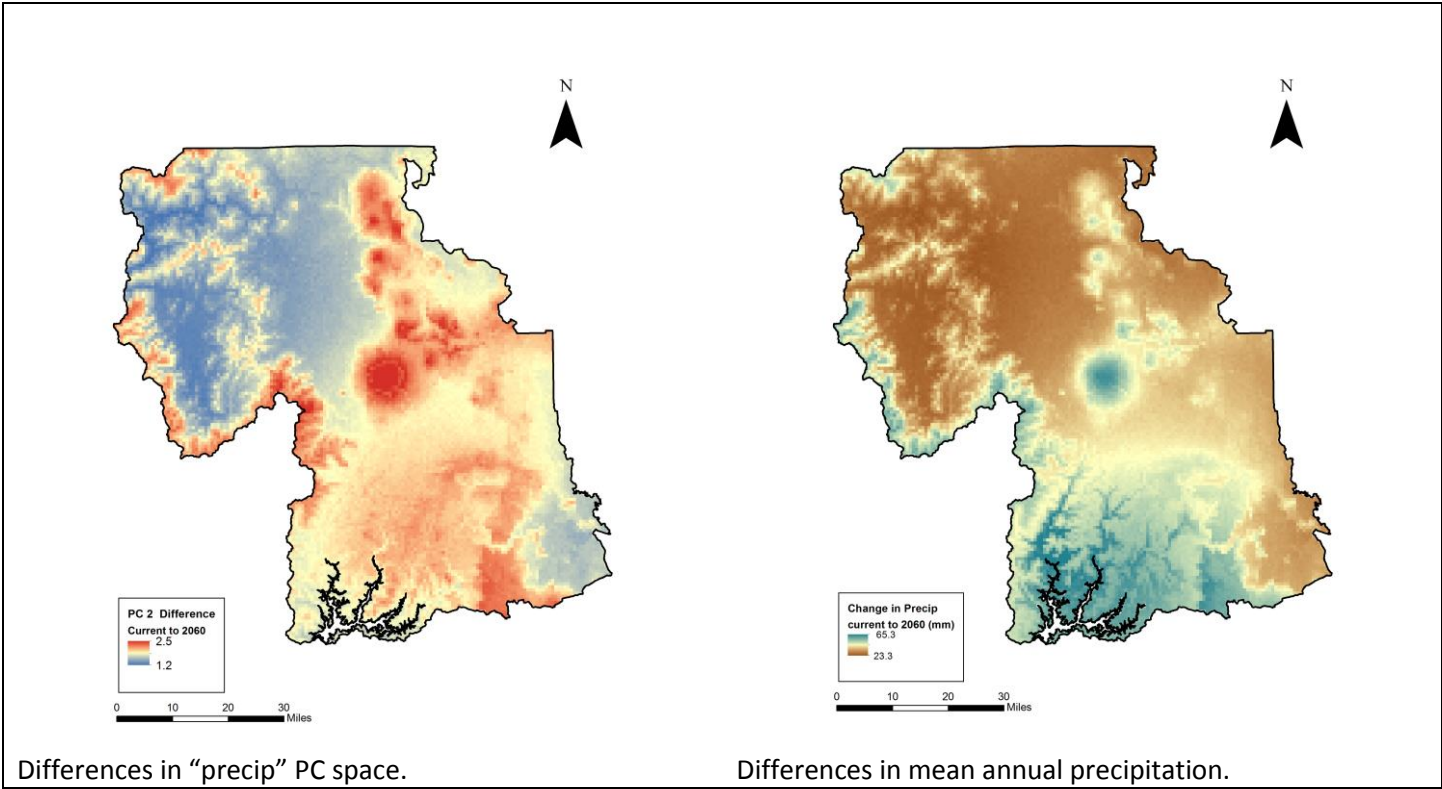 N
N
PC 2 Difference
Current to 2060
2.5
1.2
0 10 20 30
Miles
Change in Precip
current to 2060 (mm)
65.3
23.3
0 10 20 30
Miles
Differences in “precip” PC space.
Differences in mean annual precipitation.